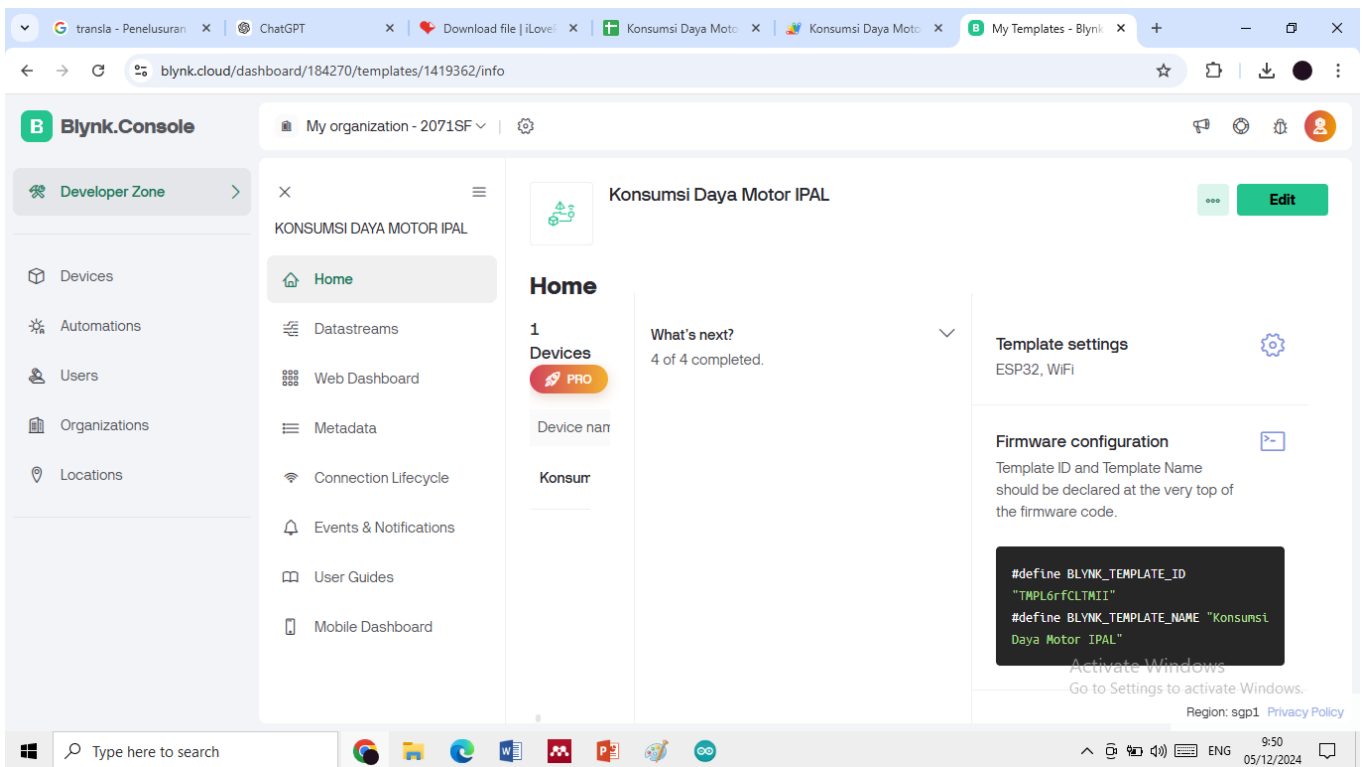 transla - Penelusuran
ChatGPT
Download file | iLove
Konsumsi Daya Moto
Konsumsi Daya Moto
My Templates - Blynk
blynk.cloud/dashboard/184270/templates/1419362/info
B Blynk.Console
My organization - 2071SF
Developer Zone
Devices
Automations
Users
Organizations
Locations
KONSUMSI DAYA MOTOR IPAL
Home
Datastreams
Web Dashboard
Metadata
Connection Lifecycle
Events & Notifications
User Guides
Mobile Dashboard
Konsumsi Daya Motor IPAL
Edit
Home
1
Devices
PRO
Device nam
Konsum
What's next?
4 of 4 completed.
Template settings
ESP32, WiFi
Firmware configuration
Template ID and Template Name
should be declared at the very top of
the firmware code.
#define BLYNK_TEMPLATE_ID
"TMPL6rfCLTMII"
#define BLYNK_TEMPLATE_NAME "Konsumsi
Daya Motor IPAL"
Activate Windows
Go to Settings to activate Windows.
Region: sgp1 Privacy Policy
Type here to search
ENG
9:50
05/12/2024